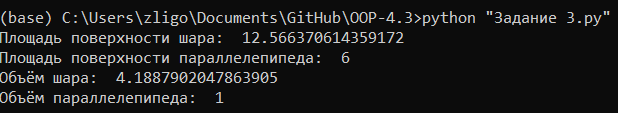 (base) C:\Users\zligo\Documents\GitHub\OOP-4.3>python "Задание 3.py"
Площадь поверхности шара:  12.566370614359172
Площадь поверхности параллелепипеда:  6
Объём шара:  4.1887902047863905
Объём параллелепипеда:  1